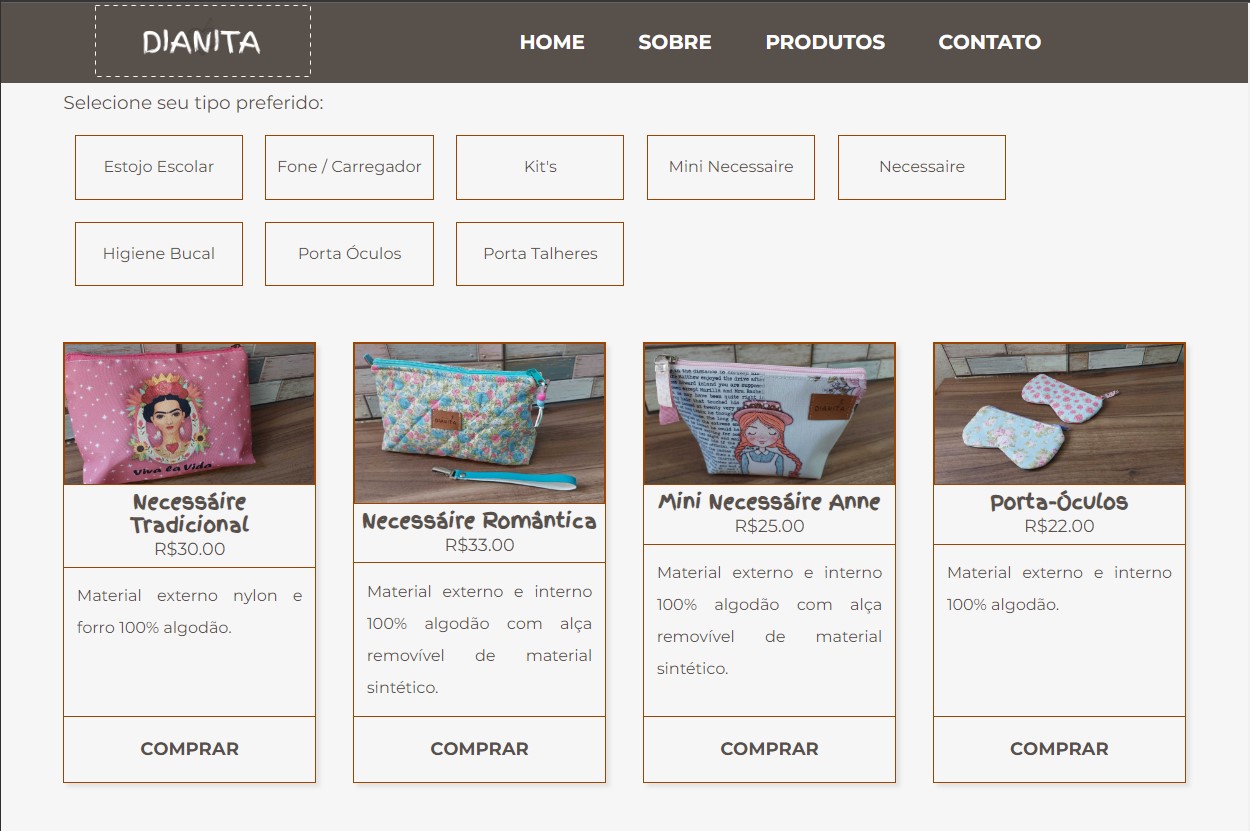 DIANITA
HOME SOBRE PRODUTOS CONTATO
Selecione seu tipo preferido:
Estojo Escolar
Fone / Carregador
Kit's
Mini Necessaire
Necessaire
Higiene Bucal
Porta Óculos
Porta Talheres
Viva la Vida
Necessáire
Tradicional
R$30.00
Material externo nylon e
forro 100% algodão.
COMPRAR
DIANITA
Necessáire Romântica
R$33.00
Material externo e interno
100% algodão com alça
removível de material
sintético.
COMPRAR
DIANITA
Mini Necessáire Anne
R$25.00
Material externo e interno
100% algodão com alça
removível de material
sintético.
COMPRAR
Porta-Óculos
R$22.00
Material externo e interno
100% algodão.
COMPRAR